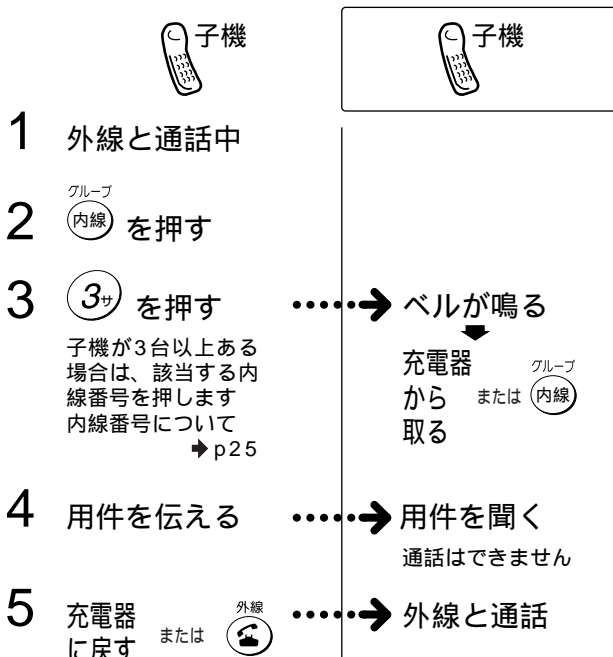 子機
子機
1 外線と通話中
グループ
2 内線 を押す
3 3サ を押す
ベルが鳴る
子機が3台以上ある
場合は、該当する内
線番号を押します
内線番号について
p25
充電器
から
取る
または
グループ
内線
4 用件を伝える
用件を聞く
通話はできません
5 充電器
に戻す
または
外線
外線と通話